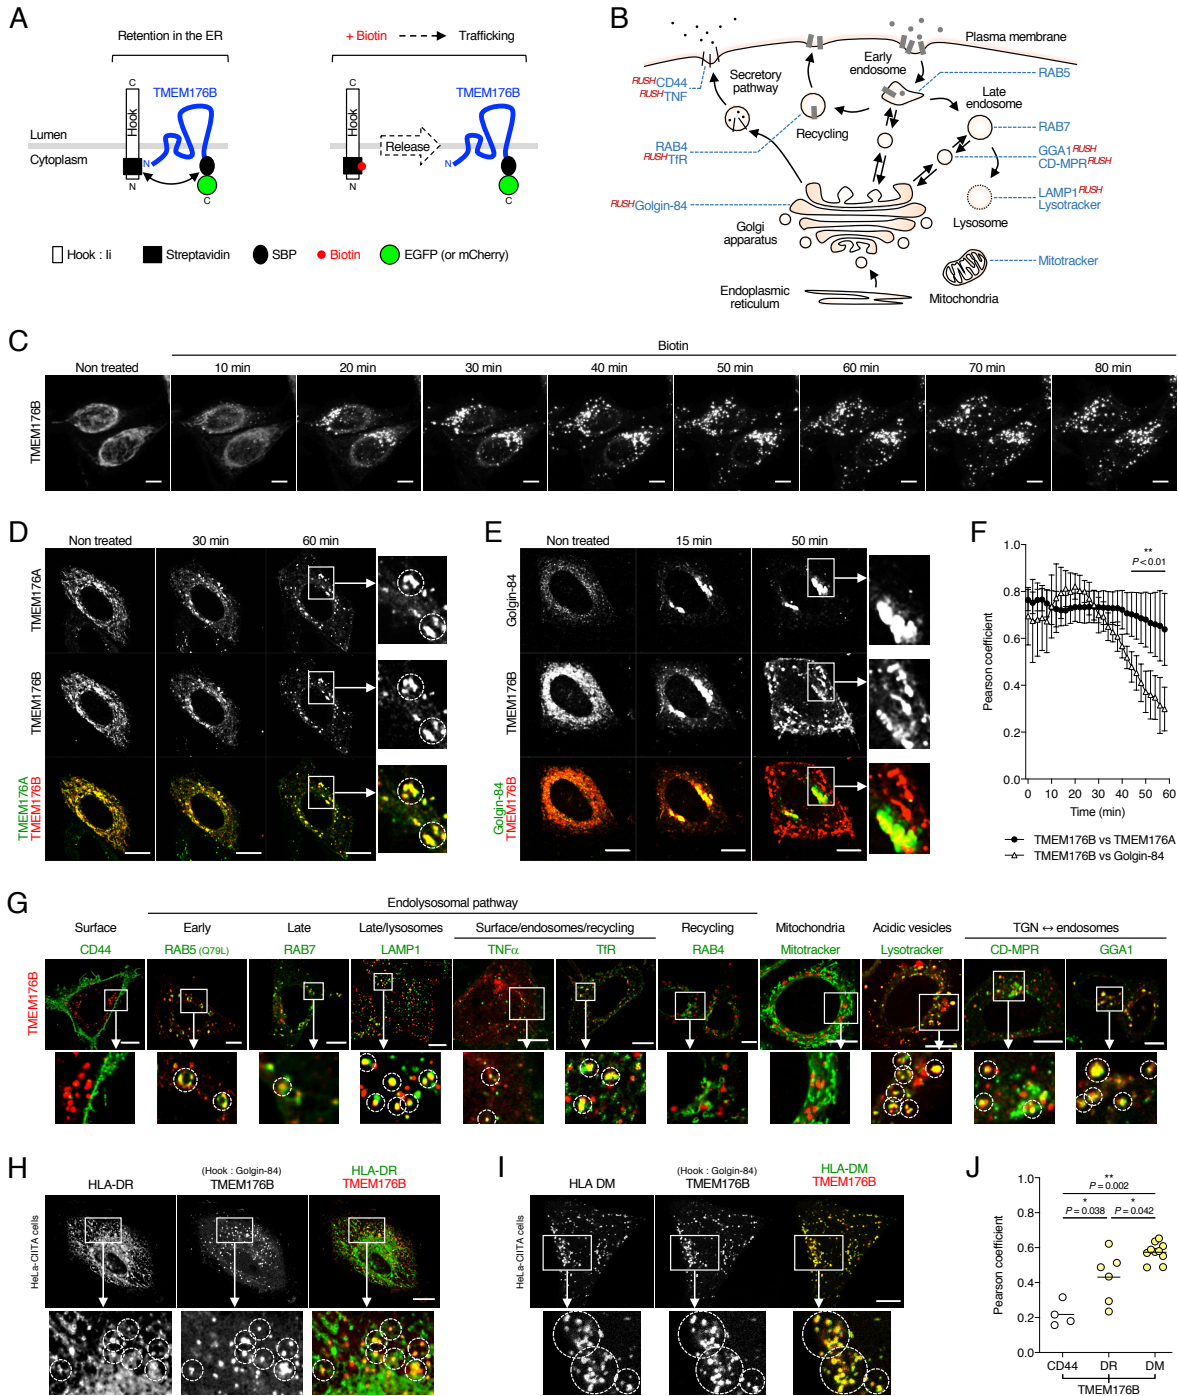 A
Retention in the ER
+ Biotin
Trafficking
C
TMEM176B
Hook
Lumen
Cytoplasm
N
N
C
C
TMEM176B
Hook
Release
N
N
C
Hook : Ii
Streptavidin
SBP
Biotin
EGFP (or mCherry)
B
Plasma membrane
RUSHCD44
RUSHTNF
Secretory
pathway
Early
endosome
RAB5
Late
endosome
RAB7
RAB4
RUSHTfR
Recycling
GGA1RUSH
CD-MPRRUSH
RUSHGolgin-84
Golgi
apparatus
LAMP1RUSH
Lysotracker
Lysosome
Mitotracker
Endoplasmic
reticulum
Mitochondria
C
Biotin
Non treated
10 min
20 min
30 min
40 min
50 min
60 min
70 min
80 min
TMEM176B
D
Non treated
30 min
60 min
TMEM176A
TMEM176B
TMEM176A
TMEM176B
E
Non treated
15 min
50 min
Golgin-84
TMEM176B
Golgin-84
TMEM176B
F
Pearson coefficient
1.0
0.8
0.6
0.4
0.2
0.0
**
P < 0.01
0 10 20 30 40 50 60
Time (min)
TMEM176B vs TMEM176A
TMEM176B vs Golgin-84
G
Endolysosomal pathway
Surface
Early
Late
Late/lysosomes
Surface/endosomes/recycling
Recycling
Mitochondria
Acidic vesicles
TGN ↔ endosomes
CD44
RAB5 (Q79L)
RAB7
LAMP1
TNFα
TfR
RAB4
Mitotracker
Lysotracker
CD-MPR
GGA1
TMEM176B
H
HLA-DR
(Hook : Golgin-84)
TMEM176B
HLA-DR
TMEM176B
HeLa-CIITA cells
I
HLA DM
(Hook : Golgin-84)
TMEM176B
HLA-DM
TMEM176B
HeLa-CIITA cells
J
Pearson coefficient
1.0
0.8
0.6
0.4
0.2
0.0
**
P = 0.002
*
P = 0.038
*
P = 0.042
CD44
DR
DM
TMEM176B